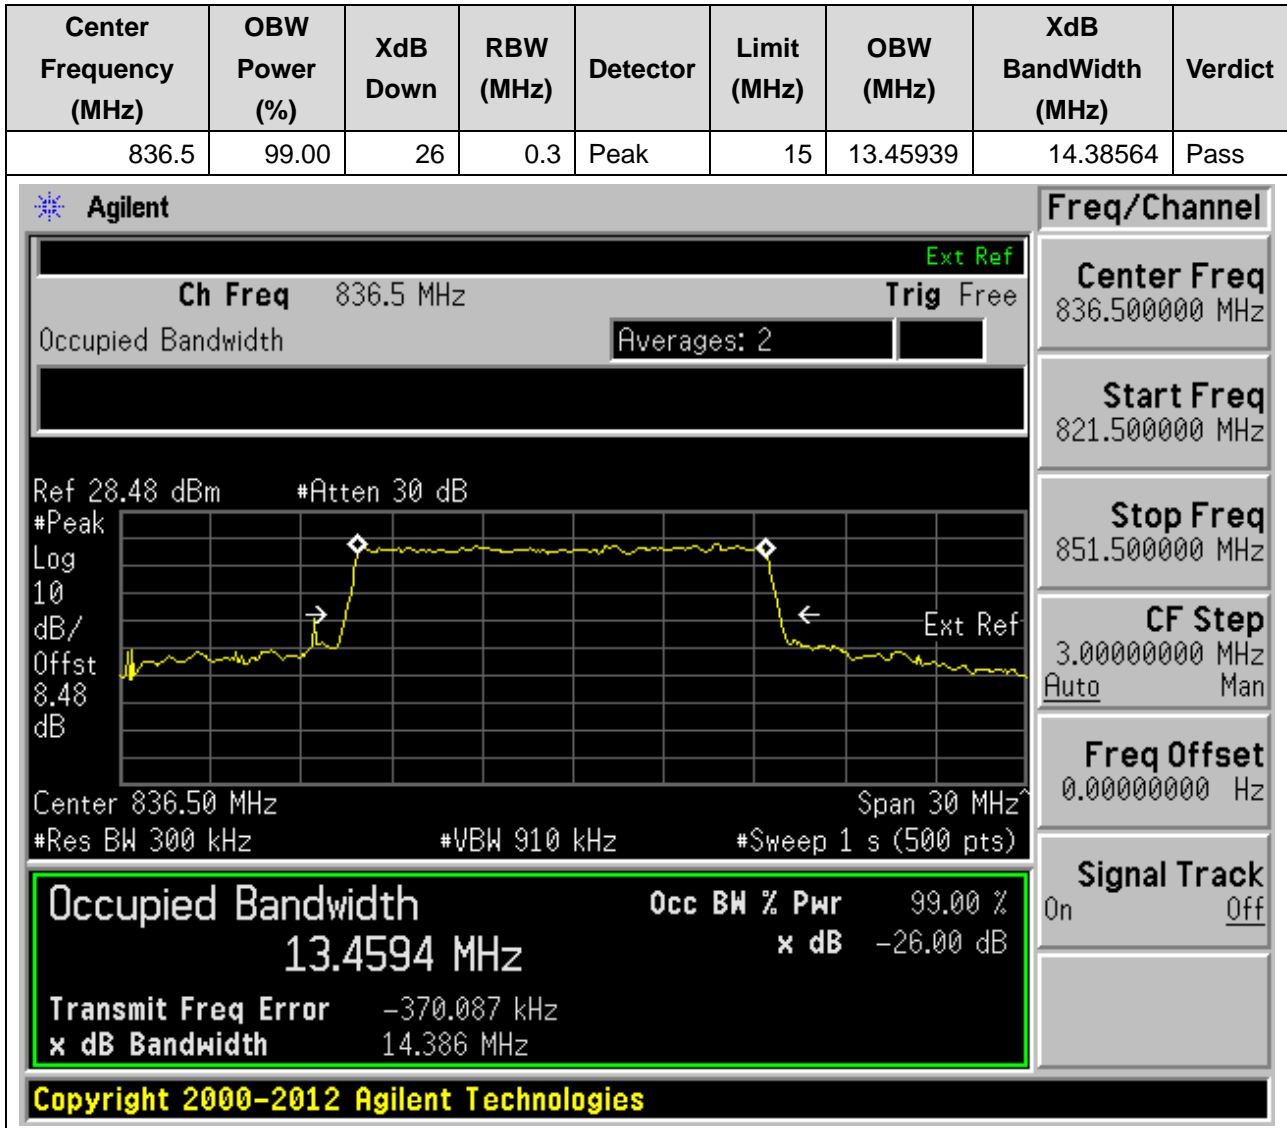 Center Frequency (MHz) OBW Power (%) XdB Down RBW (MHz) Detector Limit (MHz) OBW (MHz) XdB BandWidth (MHz) Verdict
836.5 99.00 26 0.3 Peak 15 13.45939 14.38564 Pass
Agilent
Freq/Channel
Ext Ref
Ch Freq 836.5 MHz Trig Free
Occupied Bandwidth Averages: 2
Center Freq
836.500000 MHz
Start Freq
821.500000 MHz
Stop Freq
851.500000 MHz
CF Step
3.00000000 MHz
Auto Man
Freq Offset
0.00000000 Hz
Signal Track
On Off
Ref 28.48 dBm #Atten 30 dB
#Peak
Log
10
dB/
Offst
8.48
dB
Ext Ref
Center 836.50 MHz Span 30 MHz^
#Res BW 300 kHz #VBW 910 kHz #Sweep 1 s (500 pts)
Occupied Bandwidth
13.4594 MHz
Occ BW % Pwr 99.00 %
x dB -26.00 dB
Transmit Freq Error -370.087 kHz
x dB Bandwidth 14.386 MHz
Copyright 2000-2012 Agilent Technologies